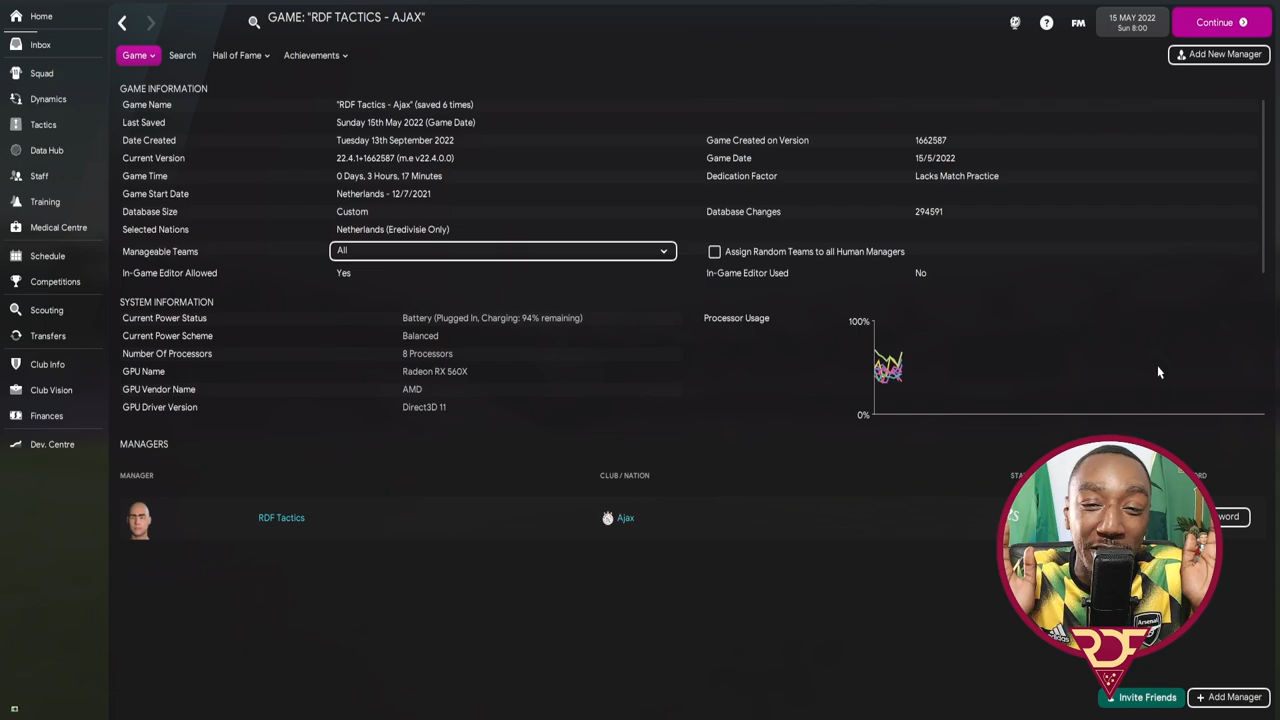 Home
GAME: "RDF TACTICS - AJAX"
FM
15 MAY 2022
Sun 8:00
Continue
Inbox
Game
Search
Hall of Fame
Achievements
Add New Manager
Squad
Dynamics
Tactics
Data Hub
Staff
Training
Medical Centre
Schedule
Competitions
Scouting
Transfers
Club Info
Club Vision
Finances
Dev. Centre
GAME INFORMATION
Game Name "RDF Tactics - Ajax" (saved 6 times)
Last Saved Sunday 15th May 2022 (Game Date)
Date Created Tuesday 13th September 2022 Game Created on Version 1662587
Current Version 22.4.1+1662587 (m.e v22.4.0.0) Game Date 15/5/2022
Game Time 0 Days, 3 Hours, 17 Minutes Dedication Factor Lacks Match Practice
Game Start Date Netherlands - 12/7/2021
Database Size Custom Database Changes 294591
Selected Nations Netherlands (Eredivisie Only)
Manageable Teams All Assign Random Teams to all Human Managers
In-Game Editor Allowed Yes In-Game Editor Used No
SYSTEM INFORMATION
Current Power Status Battery (Plugged In, Charging: 94% remaining) Processor Usage 100%
Current Power Scheme Balanced
Number Of Processors 8 Processors
GPU Name Radeon RX 560X
GPU Vendor Name AMD
GPU Driver Version Direct3D 11 0%
MANAGERS
MANAGER CLUB / NATION
RDF Tactics Ajax
adidas
Arsenal
RDF
Invite Friends
Add Manager